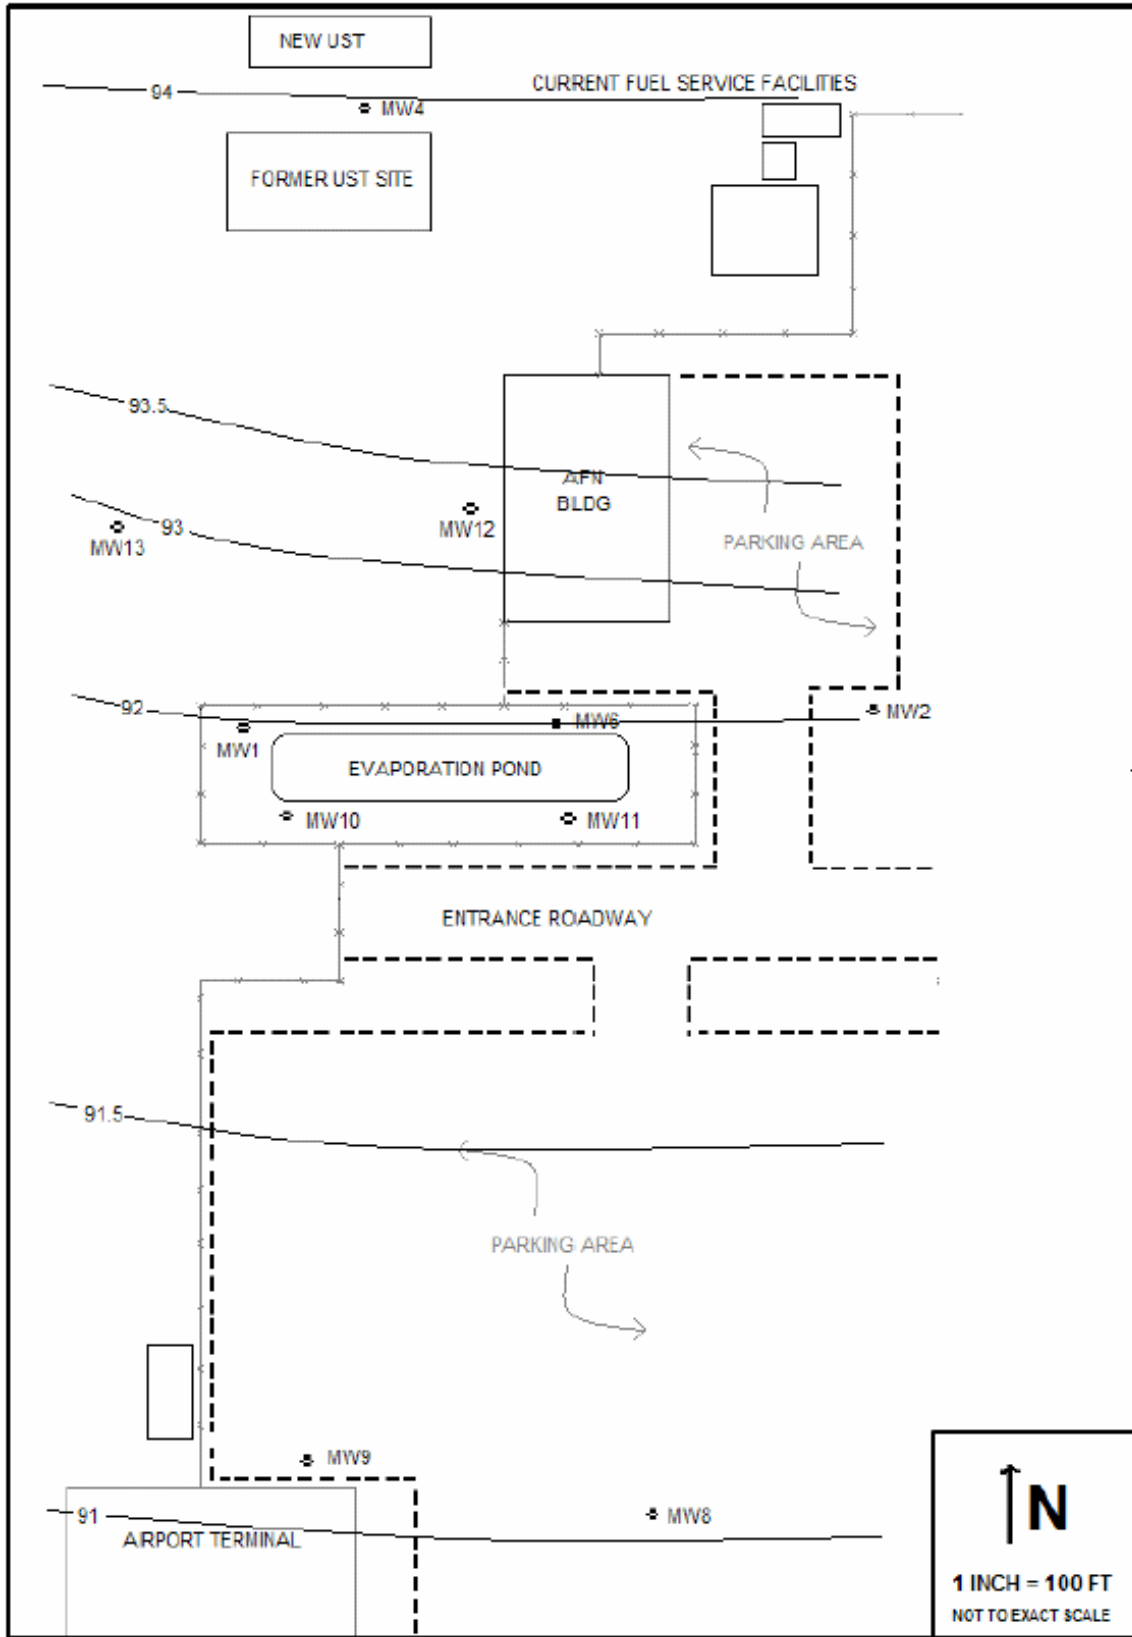 NEW UST
CURRENT FUEL SERVICE FACILITIES
94
MW4
FORMER UST SITE
93.5
AFN
BLDG
MW12
93
MW13
PARKING AREA
92
MW6
MW2
MW1
EVAPORATION POND
MW10
MW11
ENTRANCE ROADWAY
91.5
PARKING AREA
MW9
91
MW8
AIRPORT TERMINAL
N
1 INCH = 100 FT
NOT TO EXACT SCALE